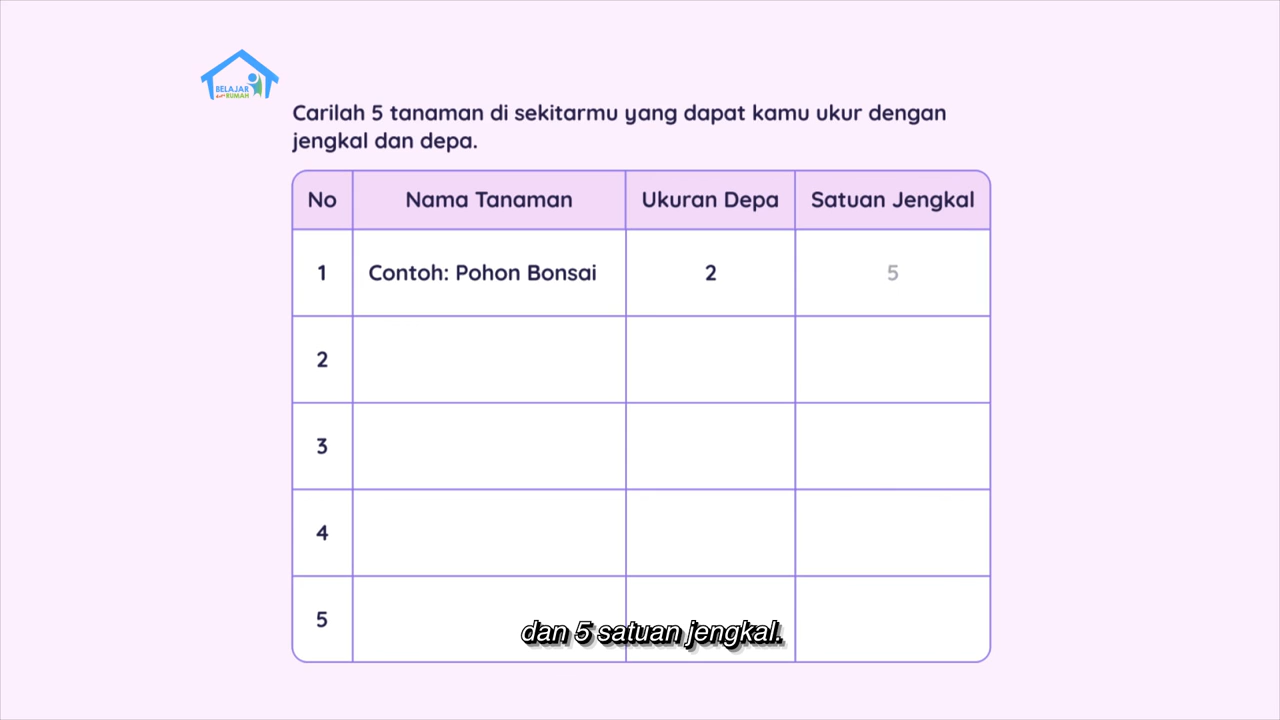 BELAJAR
dari RUMAH
Carilah 5 tanaman di sekitarmu yang dapat kamu ukur dengan
jengkal dan depa.
No Nama Tanaman Ukuran Depa Satuan Jengkal
1 Contoh: Pohon Bonsai 2 5
2
3
4
5
dan 5 satuan jengkal.